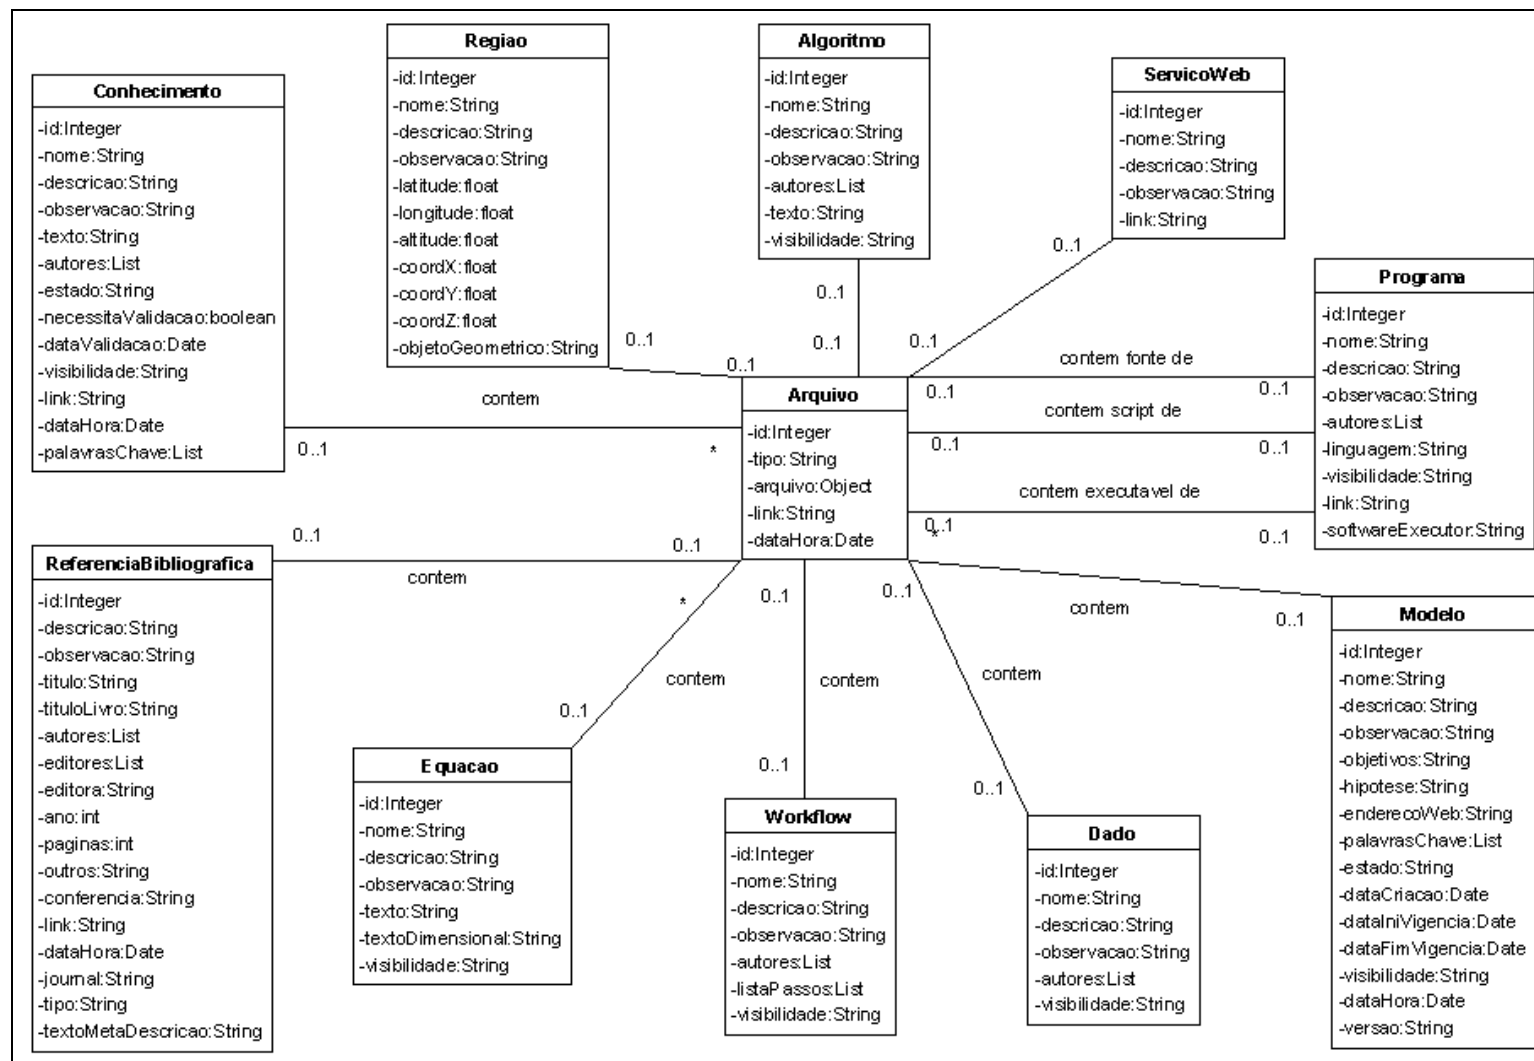 Conhecimento
-id:Integer
-nome:String
-descricao:String
-observacao:String
-texto:String
-autores:List
-estado:String
-necessitaValidacao:boolean
-dataValidacao:Date
-visibilidade:String
-link:String
-dataHora:Date
-palavrasChave:List
Regiao
-id:Integer
-nome:String
-descricao:String
-observacao:String
-latitude:float
-longitude:float
-altitude:float
-coordX:float
-coordY:float
-coordZ:float
-objetoGeometrico:String
Algoritmo
-id:Integer
-nome:String
-descricao:String
-observacao:String
-autores:List
-texto:String
-visibilidade:String
ServicoWeb
-id:Integer
-nome:String
-descricao:String
-observacao:String
-link:String
Programa
-id:Integer
-nome:String
-descricao:String
-observacao:String
-autores:List
-linguagem:String
-visibilidade:String
-link:String
-softwareExecutor:String
0..1
0..1
0..1
0..1
0..1
0..1
contem
0..1
*
contem fonte de
0..1
0..1
contem script de
0..1
0..1
contem executavel de
0..1
*
0..1
Arquivo
-id:Integer
-tipo:String
-arquivo:Object
-link:String
-dataHora:Date
0..1
0..1
contem
*
contem
0..1
0..1
contem
0..1
0..1
contem
0..1
contem
0..1
ReferenciaBibliografica
-id:Integer
-descricao:String
-observacao:String
-titulo:String
-tituloLivro:String
-autores:List
-editores:List
-editora:String
-ano:int
-paginas:int
-outros:String
-conferencia:String
-link:String
-dataHora:Date
-journal:String
-tipo:String
-textoMetaDescricao:String
Equacao
-id:Integer
-nome:String
-descricao:String
-observacao:String
-texto:String
-textoDimensional:String
-visibilidade:String
Workflow
-id:Integer
-nome:String
-descricao:String
-observacao:String
-autores:List
-listaPassos:List
-visibilidade:String
Dado
-id:Integer
-nome:String
-descricao:String
-observacao:String
-autores:List
-visibilidade:String
Modelo
-id:Integer
-nome:String
-descricao:String
-observacao:String
-objetivos:String
-hipotese:String
-enderecoWeb:String
-palavrasChave:List
-estado:String
-dataCriacao:Date
-dataIniVigencia:Date
-dataFimVigencia:Date
-visibilidade:String
-dataHora:Date
-versao:String